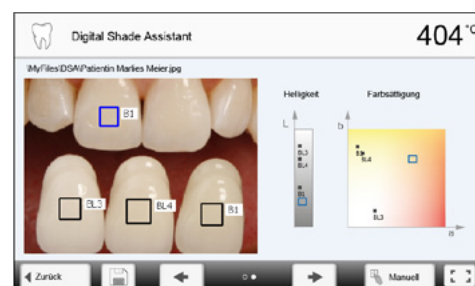 Digital Shade Assistant
404 °C
\MyFiles\DSA\Patientin Marlies Meier.jpg
Helligkeit
Farbsättigung
B1
BL3
BL4
B1
L
BL3
BL4
B1
b
B1
BL4
BL3
a
Zurück
Manuell